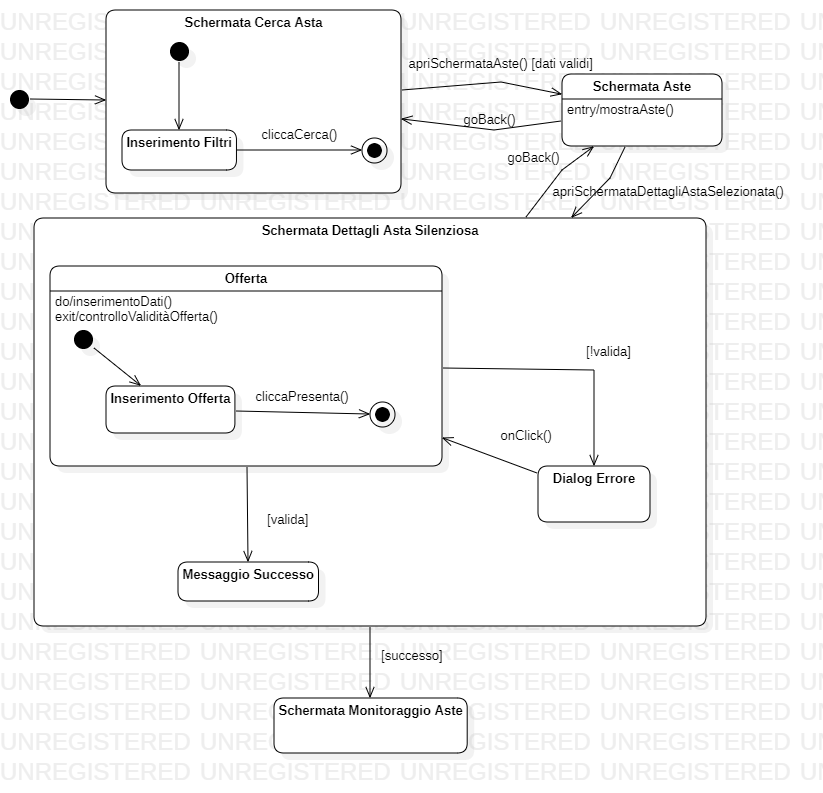 Schermata Cerca Asta
apriSchermataAste() [dati validi]
Schermata Aste
entry/mostraAste()
goBack()
cliccaCerca()
Inserimento Filtri
goBack()
apriSchermataDettagliAstaSelezionata()
Schermata Dettagli Asta Silenziosa
Offerta
do/inserimentoDati()
exit/controlloValiditàOfferta()
[!valida]
Inserimento Offerta
cliccaPresenta()
onClick()
Dialog Errore
[valida]
Messaggio Successo
[successo]
Schermata Monitoraggio Aste
UNREGISTERED UNREGISTERED UNREGISTERED UNREGISTERED UN